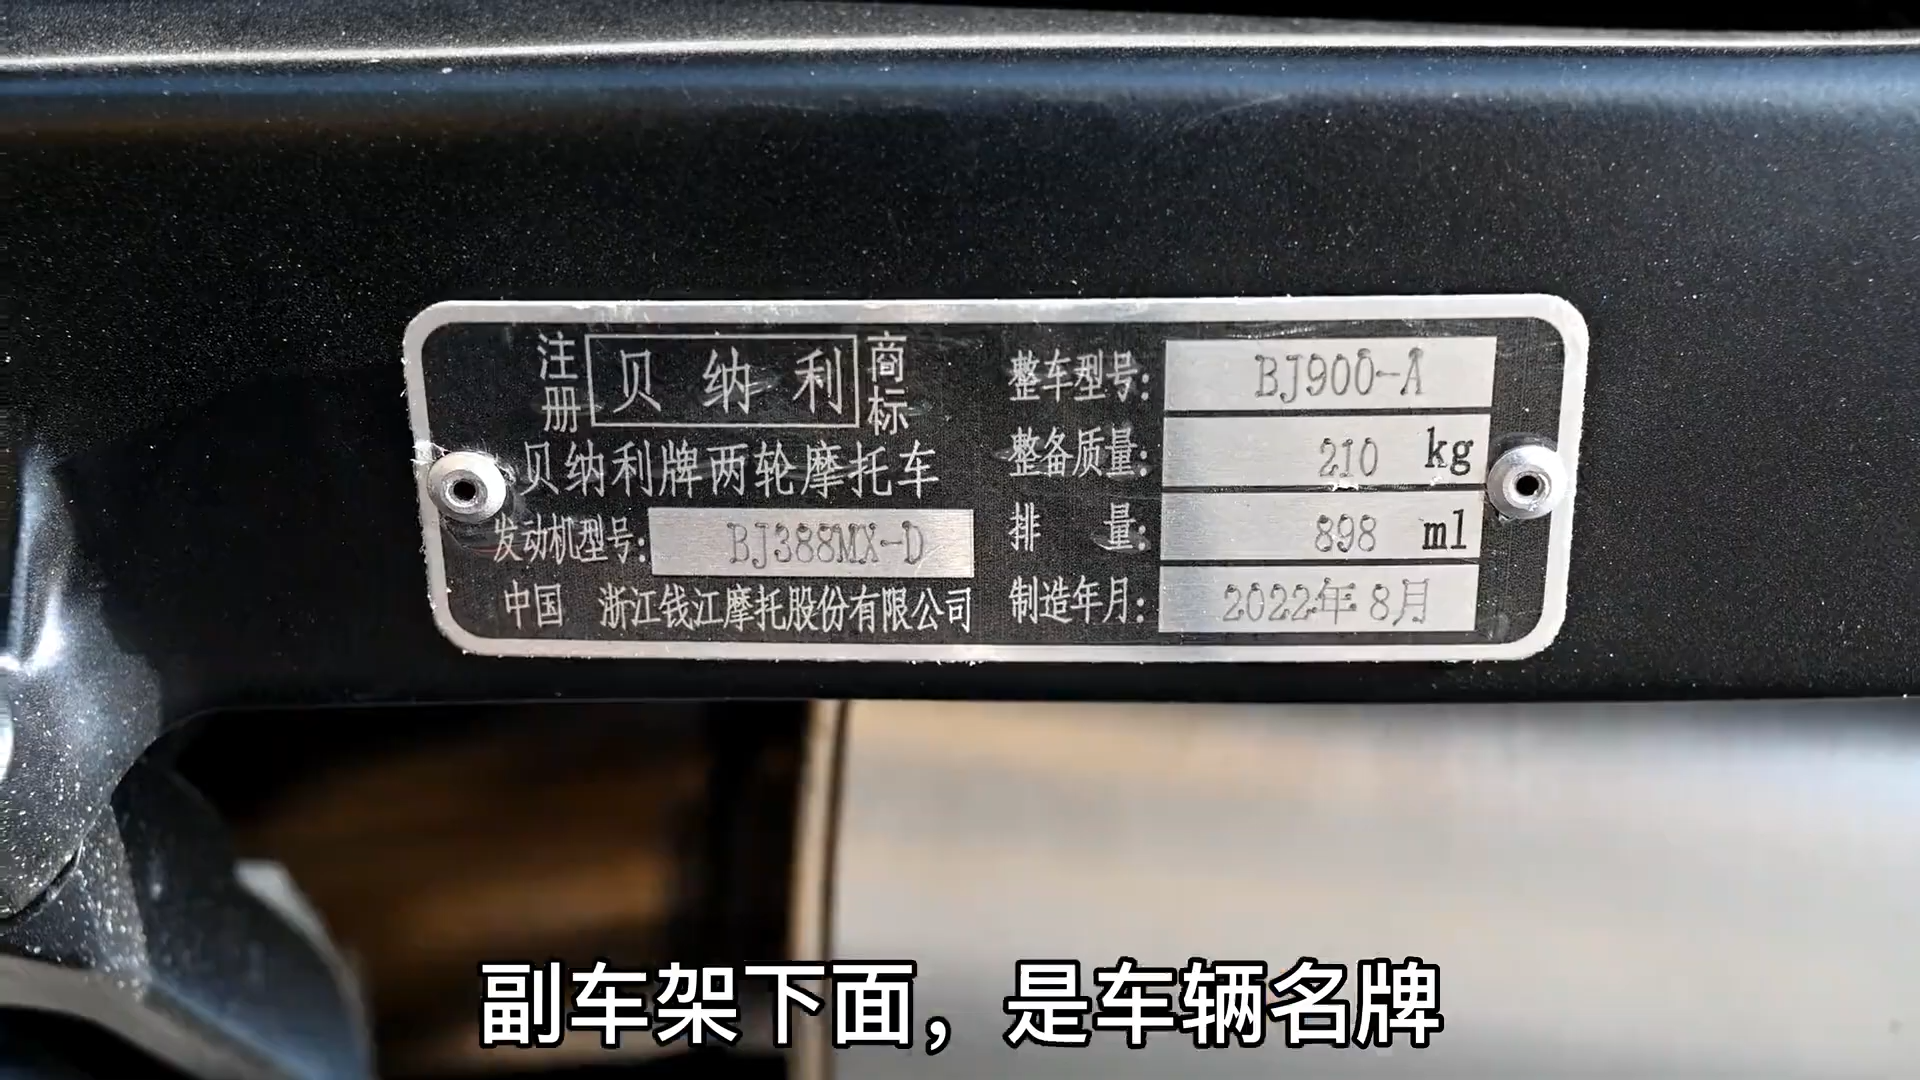 注册 贝纳利 商标
贝纳利牌两轮摩托车
发动机型号: BJ388MX-D
中国 浙江钱江摩托股份有限公司
整车型号: BJ900-A
整备质量: 210 kg
排 量: 898 ml
制造年月: 2022年8月
副车架下面，是车辆名牌